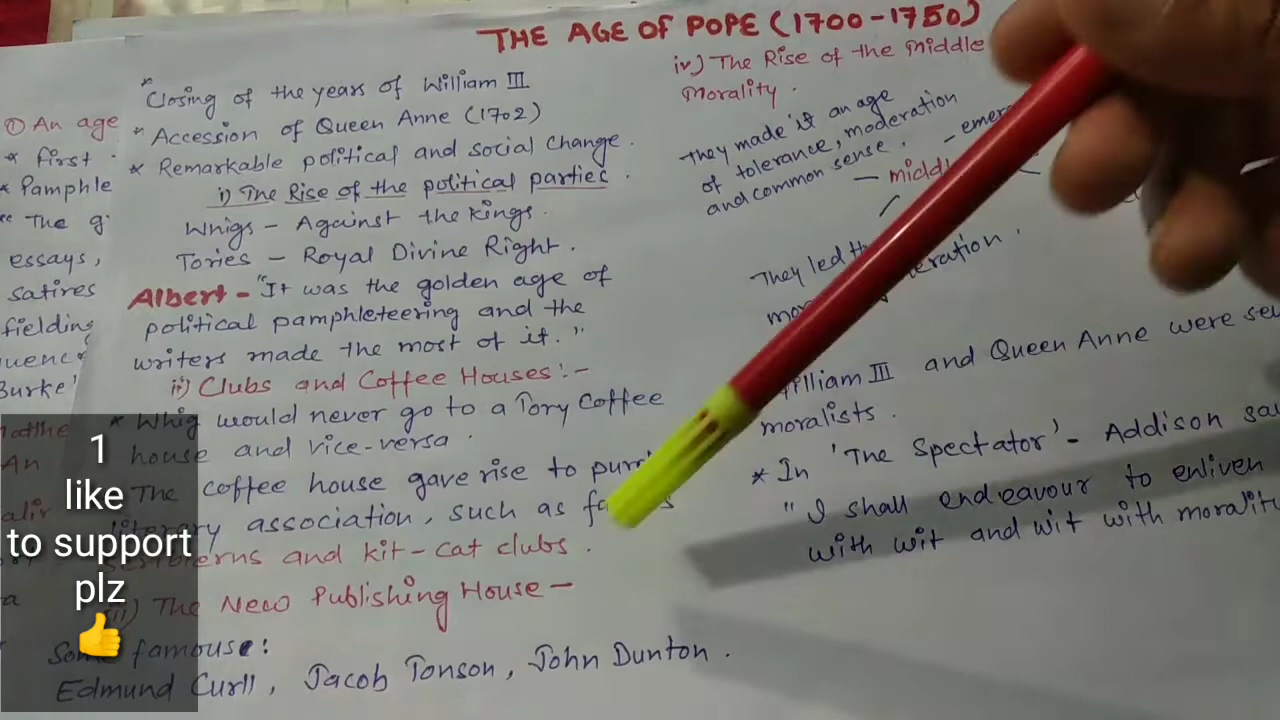 THE AGE OF POPE (1700-1750)
① An age
* first
* Pamphle
" The g
essays,
satires
fielding
uence
Burke'
An
* Closing of the years of William III
" Accession of Queen Anne (1702)
* Remarkable political and social change.
i) The Rise of the political parties.
Whigs - Against the kings.
Tories - Royal Divine Right.
Albert - "It was the golden age of
political pamphleteering and the
writers made the most of it."
ii) Clubs and Coffee Houses:-
* Whig would never go to a Tory Coffee
house and vice-versa.
The coffee house gave rise to
association, such as
and kit-cat clubs.
The New Publishing House -
Some famous:
Edmund Curll, Jacob Tonson, John Dunton.
iv) The Rise of the Middle
Morality.
They made it an age
of tolerance, moderation
and common sense.
They led
William III and Queen Anne were
moralists.
* In 'The Spectator' - Addison
" I shall endeavour to enliven
with wit and wit with
1
like
to support
plz
👍